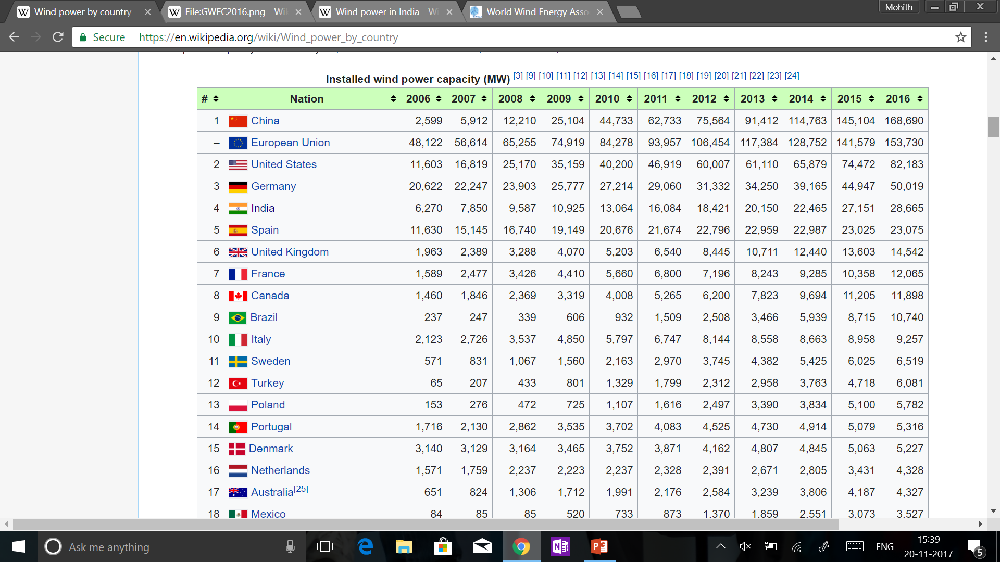 Wind power by country -
File:GWEC2016.png - Wi
Wind power in India - Wi
World Wind Energy Asso
Mohith
Secure
https://en.wikipedia.org/wiki/Wind_power_by_country
Installed wind power capacity (MW) [3] [9] [10] [11] [12] [13] [14] [15] [16] [17] [18] [19] [20] [21] [22] [23] [24]
# Nation 2006 2007 2008 2009 2010 2011 2012 2013 2014 2015 2016
1 China 2,599 5,912 12,210 25,104 44,733 62,733 75,564 91,412 114,763 145,104 168,690
– European Union 48,122 56,614 65,255 74,919 84,278 93,957 106,454 117,384 128,752 141,579 153,730
2 United States 11,603 16,819 25,170 35,159 40,200 46,919 60,007 61,110 65,879 74,472 82,183
3 Germany 20,622 22,247 23,903 25,777 27,214 29,060 31,332 34,250 39,165 44,947 50,019
4 India 6,270 7,850 9,587 10,925 13,064 16,084 18,421 20,150 22,465 27,151 28,665
5 Spain 11,630 15,145 16,740 19,149 20,676 21,674 22,796 22,959 22,987 23,025 23,075
6 United Kingdom 1,963 2,389 3,288 4,070 5,203 6,540 8,445 10,711 12,440 13,603 14,542
7 France 1,589 2,477 3,426 4,410 5,660 6,800 7,196 8,243 9,285 10,358 12,065
8 Canada 1,460 1,846 2,369 3,319 4,008 5,265 6,200 7,823 9,694 11,205 11,898
9 Brazil 237 247 339 606 932 1,509 2,508 3,466 5,939 8,715 10,740
10 Italy 2,123 2,726 3,537 4,850 5,797 6,747 8,144 8,558 8,663 8,958 9,257
11 Sweden 571 831 1,067 1,560 2,163 2,970 3,745 4,382 5,425 6,025 6,519
12 Turkey 65 207 433 801 1,329 1,799 2,312 2,958 3,763 4,718 6,081
13 Poland 153 276 472 725 1,107 1,616 2,497 3,390 3,834 5,100 5,782
14 Portugal 1,716 2,130 2,862 3,535 3,702 4,083 4,525 4,730 4,914 5,079 5,316
15 Denmark 3,140 3,129 3,164 3,465 3,752 3,871 4,162 4,807 4,845 5,063 5,227
16 Netherlands 1,571 1,759 2,237 2,223 2,237 2,328 2,391 2,671 2,805 3,431 4,328
17 Australia[25] 651 824 1,306 1,712 1,991 2,176 2,584 3,239 3,806 4,187 4,327
18 Mexico 84 85 85 520 733 873 1,370 1,859 2,551 3,073 3,527
Ask me anything
ENG
15:39
20-11-2017
5